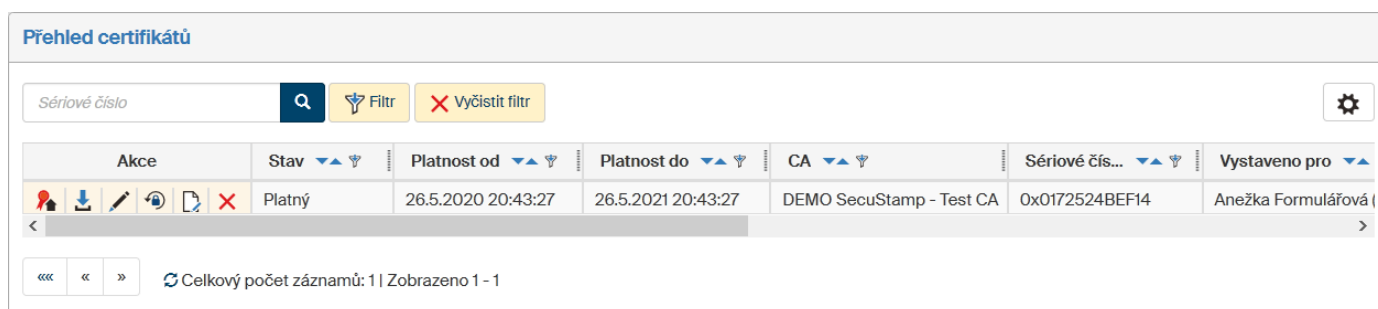 Přehled certifikátů
Sériové číslo Filtr Vyčistit filtr
Akce Stav Platnost od Platnost do CA Sériové čís... Vystaveno pro
Platný 26.5.2020 20:43:27 26.5.2021 20:43:27 DEMO SecuStamp - Test CA 0x0172524BEF14 Anežka Formulářová (
‹‹‹ « » Celkový počet záznamů: 1 | Zobrazeno 1 - 1